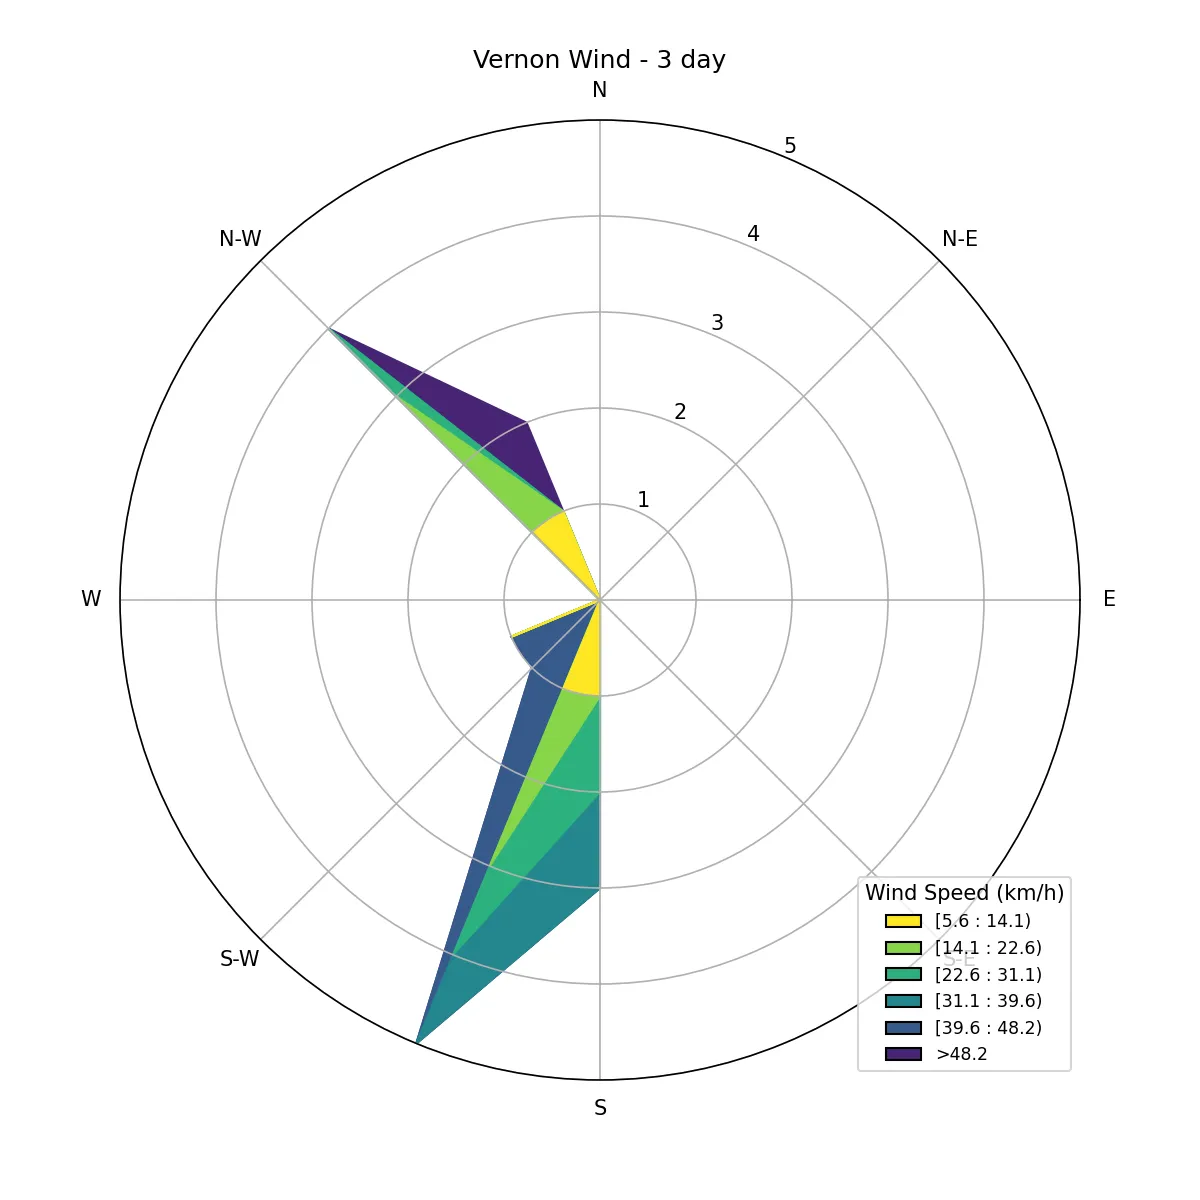 Vernon Wind - 3 day
N
5
N-W
N-E
4
3
2
1
W
E
Wind Speed (km/h)
[5.6 : 14.1)
[14.1 : 22.6)
S-W
S-E
[22.6 : 31.1)
[31.1 : 39.6)
[39.6 : 48.2)
>48.2
S